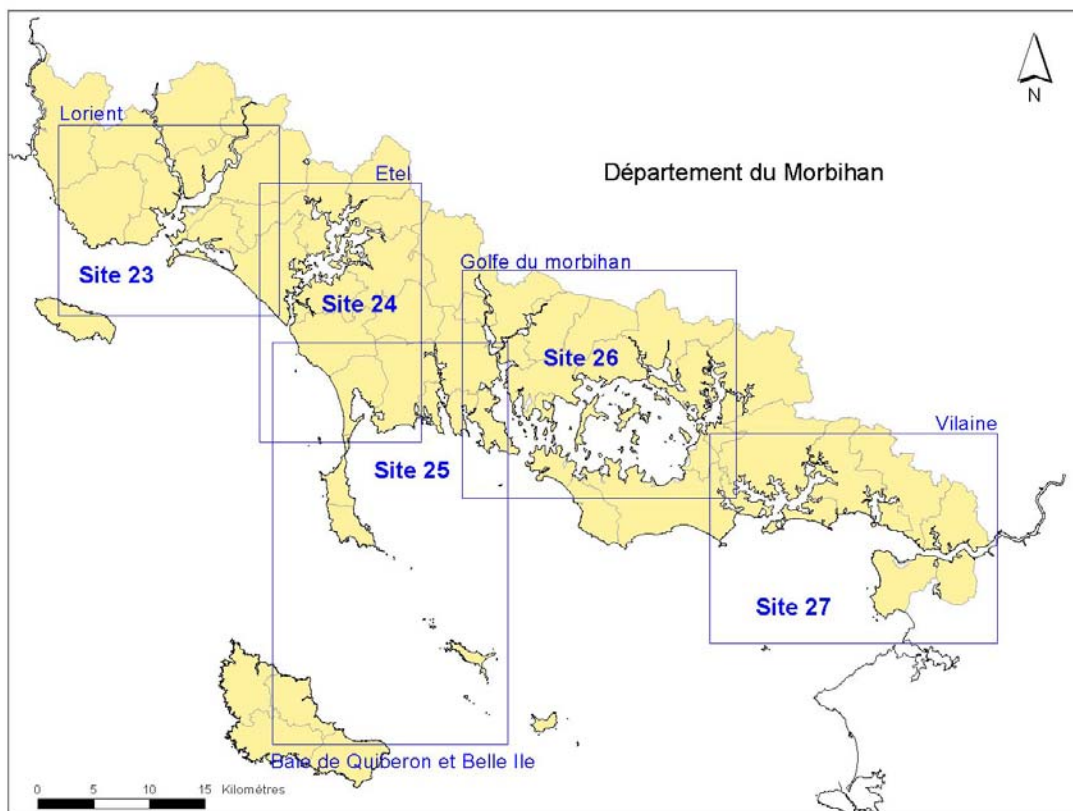 N
Lorient
Etel
Département du Morbihan
Golfe du morbihan
Site 23
Site 24
Site 26
Vilaine
Site 25
Site 27
Baie de Quiberon et Belle Ile
0 5 10 15 Kilomètres